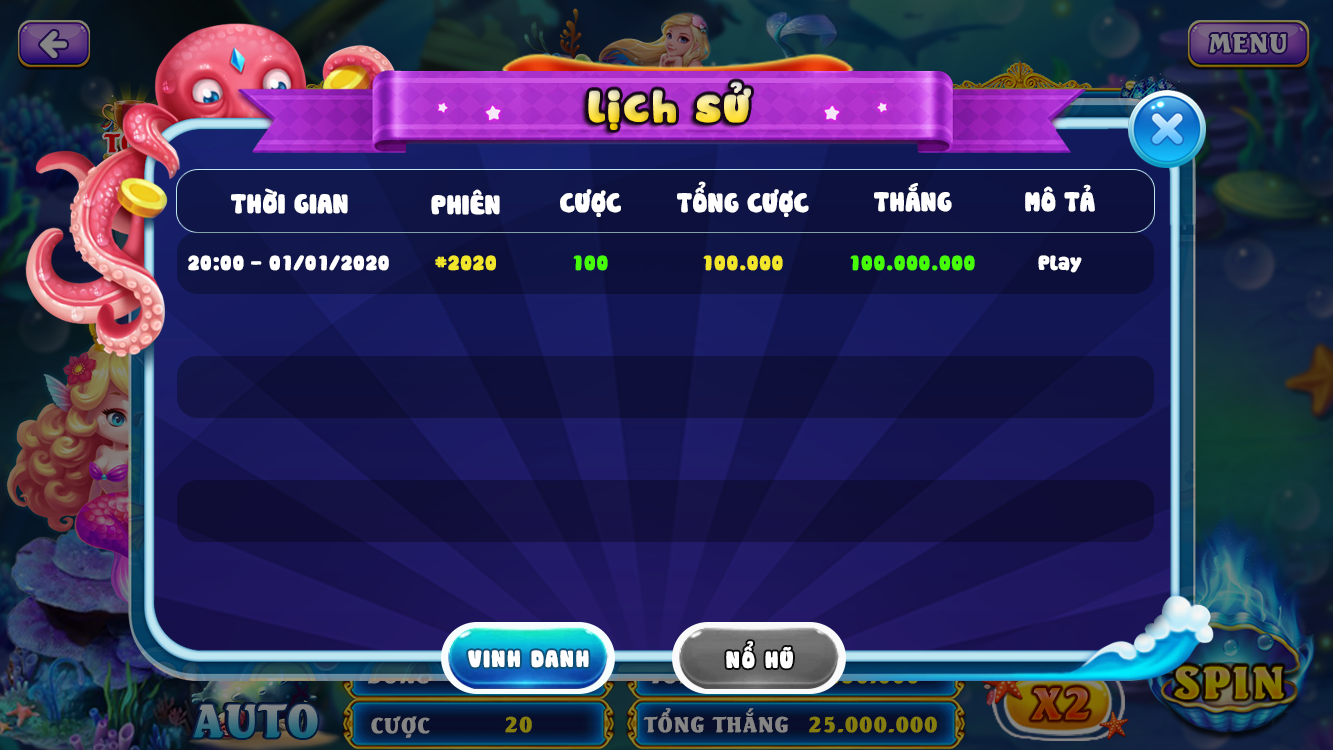 MENU
Lịch sử
THỜI GIAN PHIÊN CƯỢC TỔNG CƯỢC THẮNG MÔ TẢ
20:00 - 01/01/2020 #2020 100 100.000 100.000.000 Play
VINH DANH NỔ HŨ
AUTO CƯỢC 20 TỔNG THẮNG 25.000.000 X2 SPIN